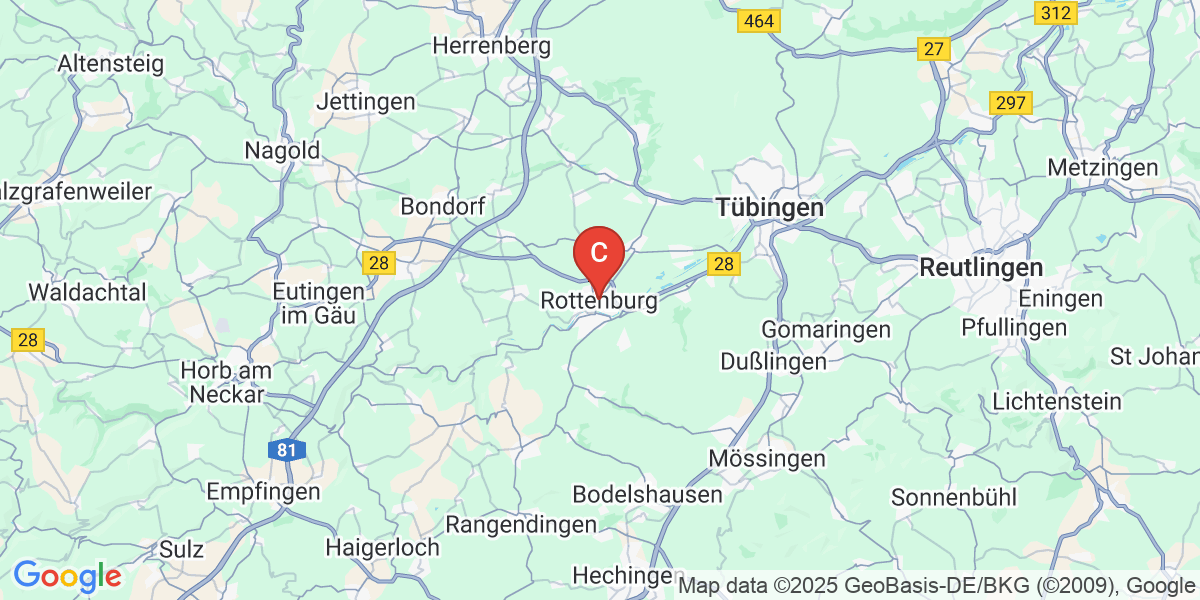 312
464
27
Herrenberg
Altensteig
Jettingen
297
Nagold
Metzingen
alzgrafenweiler
Bondorf
Tübingen
C
28
28
Reutlingen
Waldachtal
Eutingen
im Gäu
Rottenburg
Eningen
Gomaringen
Pfullingen
28
Dußlingen
St Johan
Horb am
Neckar
Lichtenstein
81
Mössingen
Empfingen
Bodelshausen
Sonnenbühl
Rangendingen
Sulz
Haigerloch
Hechingen
Google
Map data ©2025 GeoBasis-DE/BKG (©2009), Google